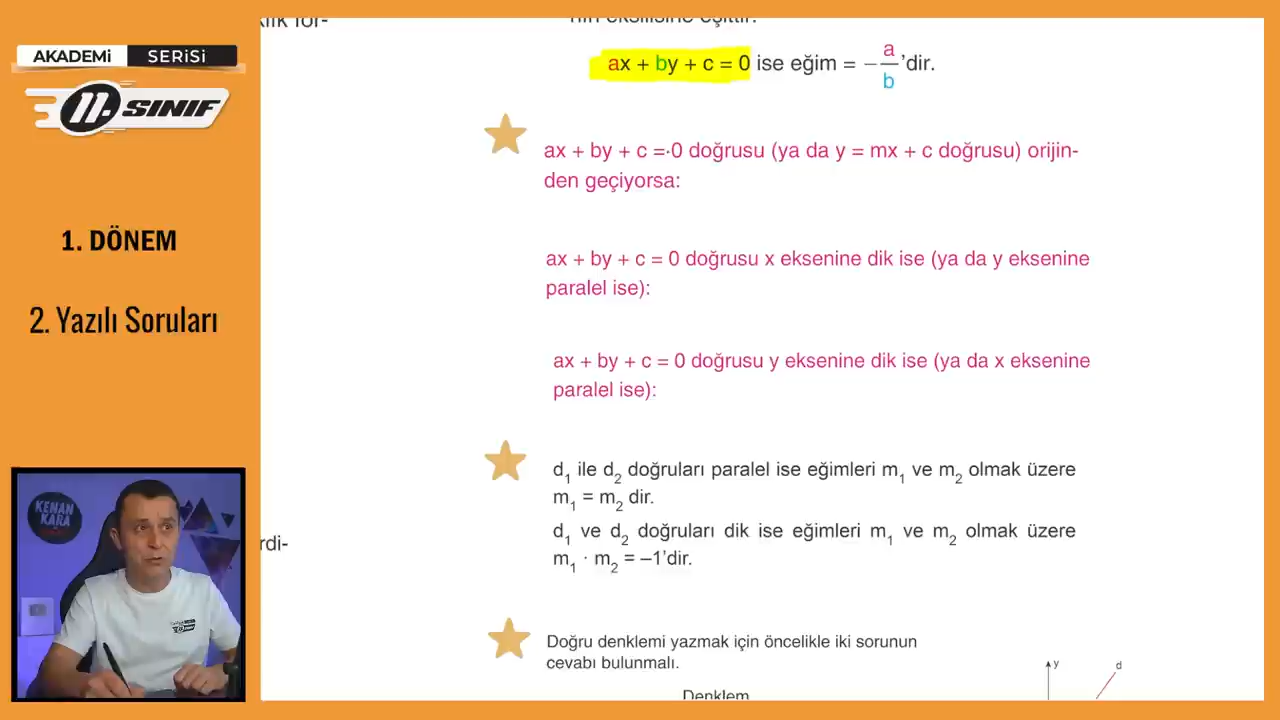 AKADEMi SERiSi
11. SINIF
1. DÖNEM
2. Yazılı Soruları
KENAN
KARA
ax + by + c = 0 ise eğim = −a/b 'dir.
ax + by + c =·0 doğrusu (ya da y = mx + c doğrusu) orijin-
den geçiyorsa:
ax + by + c = 0 doğrusu x eksenine dik ise (ya da y eksenine
paralel ise):
ax + by + c = 0 doğrusu y eksenine dik ise (ya da x eksenine
paralel ise):
d1 ile d2 doğruları paralel ise eğimleri m1 ve m2 olmak üzere
m1 = m2 dir.
d1 ve d2 doğruları dik ise eğimleri m1 ve m2 olmak üzere
m1 · m2 = –1'dir.
rdi-
Doğru denklemi yazmak için öncelikle iki sorunun
cevabı bulunmalı.
Denklem
y
d